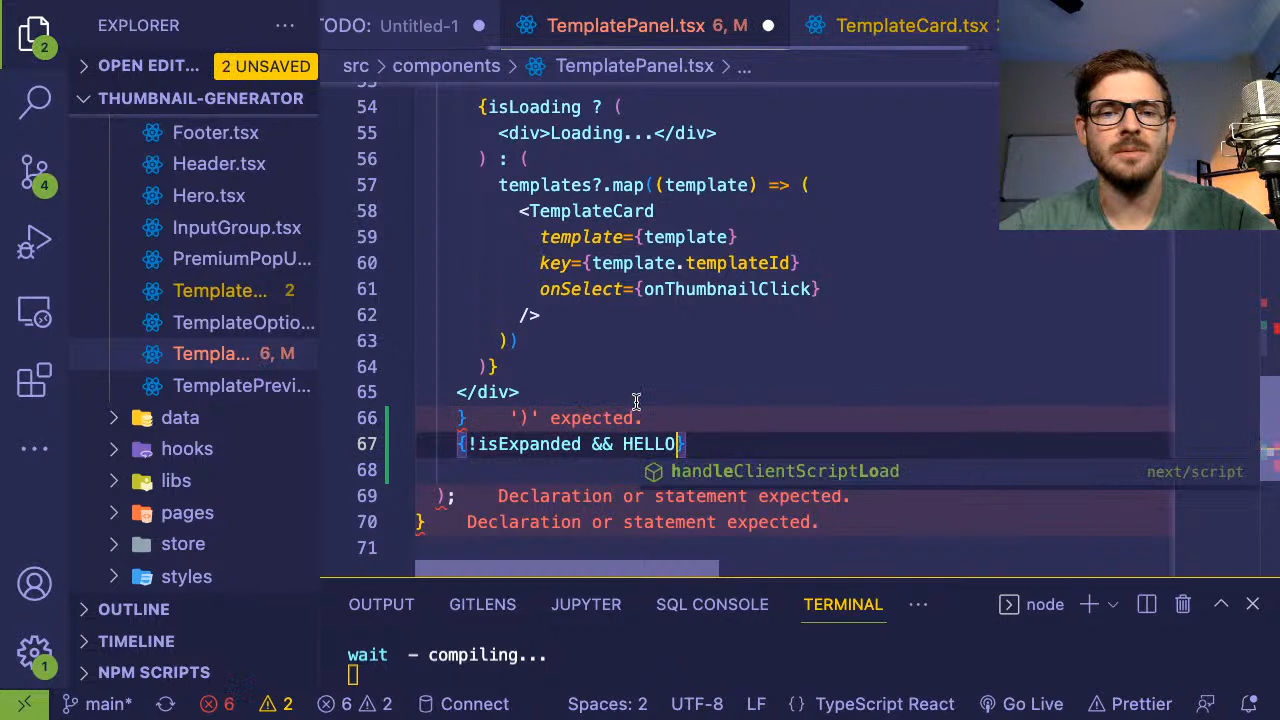 2
4
1
EXPLORER
OPEN EDIT...
2 UNSAVED
THUMBNAIL-GENERATOR
Footer.tsx
Header.tsx
Hero.tsx
InputGroup.tsx
PremiumPopU...
Template... 2
TemplateOptio...
Templa... 6, M
TemplatePrevi...
data
hooks
libs
pages
store
styles
OUTLINE
TIMELINE
NPM SCRIPTS
TODO: Untitled-1
TemplatePanel.tsx 6, M
TemplateCard.tsx
src > components > TemplatePanel.tsx > ...
54 {isLoading ? (
55 <div>Loading...</div>
56 ) : (
57 templates?.map((template) => (
58 <TemplateCard
59 template={template}
60 key={template.templateId}
61 onSelect={onThumbnailClick}
62 />
63 ))
64 )}
65 </div>
66 } ')' expected.
67 {!isExpanded && HELLO}
handleClientScriptLoad next/script
68
69 ); Declaration or statement expected.
70 } Declaration or statement expected.
71
OUTPUT GITLENS JUPYTER SQL CONSOLE TERMINAL ··· node
wait - compiling...
main* 6 2 6 2 Connect Spaces: 2 UTF-8 LF {} TypeScript React Go Live Prettier